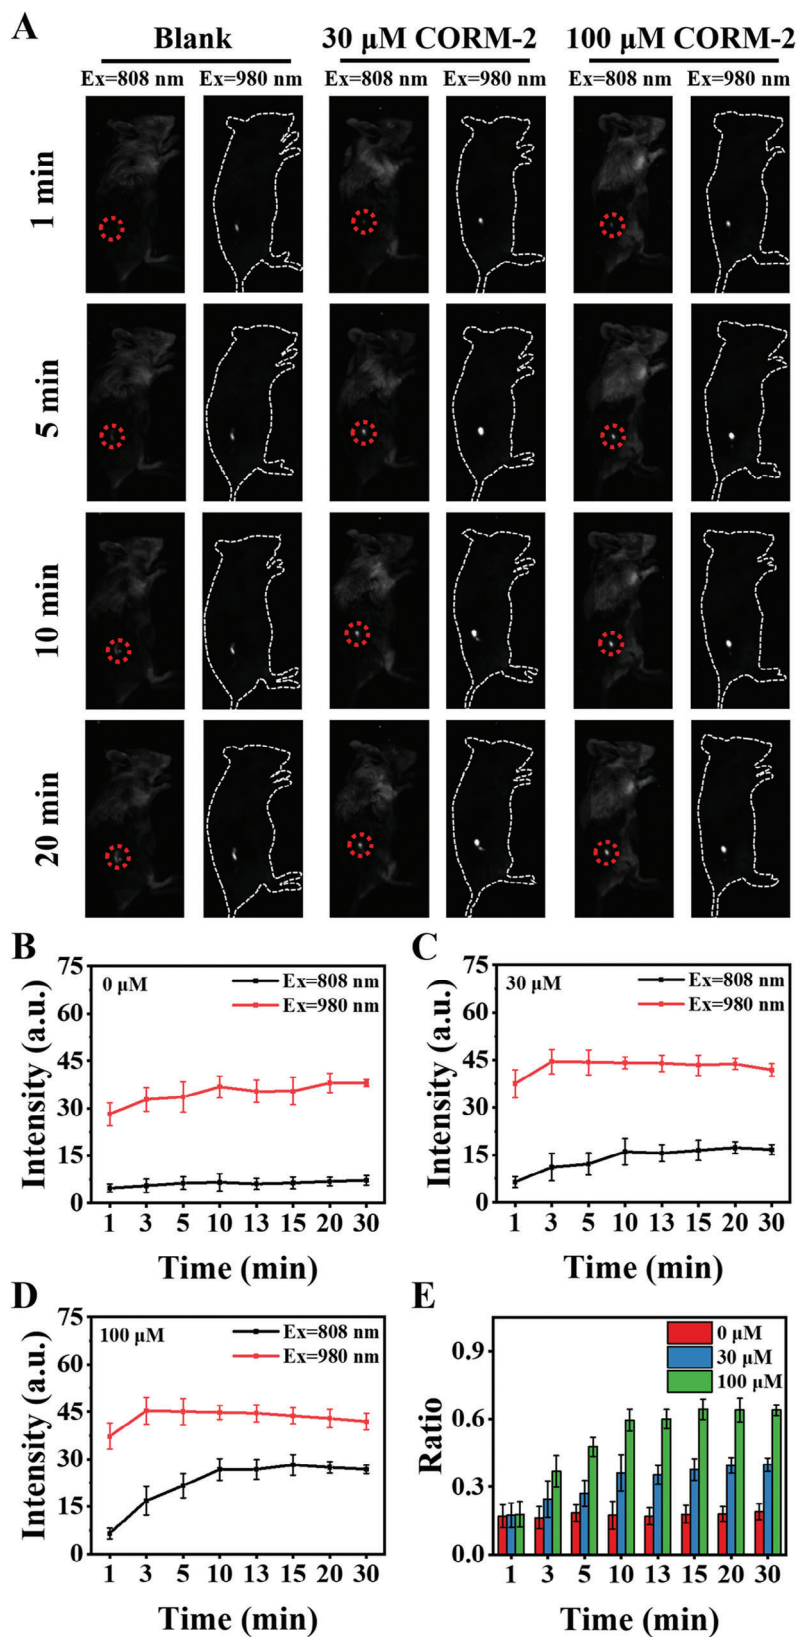 A
Blank 30 μM CORM-2 100 μM CORM-2
Ex=808 nm Ex=980 nm Ex=808 nm Ex=980 nm Ex=808 nm Ex=980 nm
1 min
5 min
10 min
20 min
B
75
60
45
30
15
0
Intensity (a.u.)
0 μM
Ex=808 nm
Ex=980 nm
1 3 5 10 13 15 20 30
Time (min)
C
75
60
45
30
15
0
Intensity (a.u.)
30 μM
Ex=808 nm
Ex=980 nm
1 3 5 10 13 15 20 30
Time (min)
D
75
60
45
30
15
0
Intensity (a.u.)
100 μM
Ex=808 nm
Ex=980 nm
1 3 5 10 13 15 20 30
Time (min)
E
0.9
0.6
0.3
0.0
Ratio
0 μM
30 μM
100 μM
1 3 5 10 13 15 20 30
Time (min)